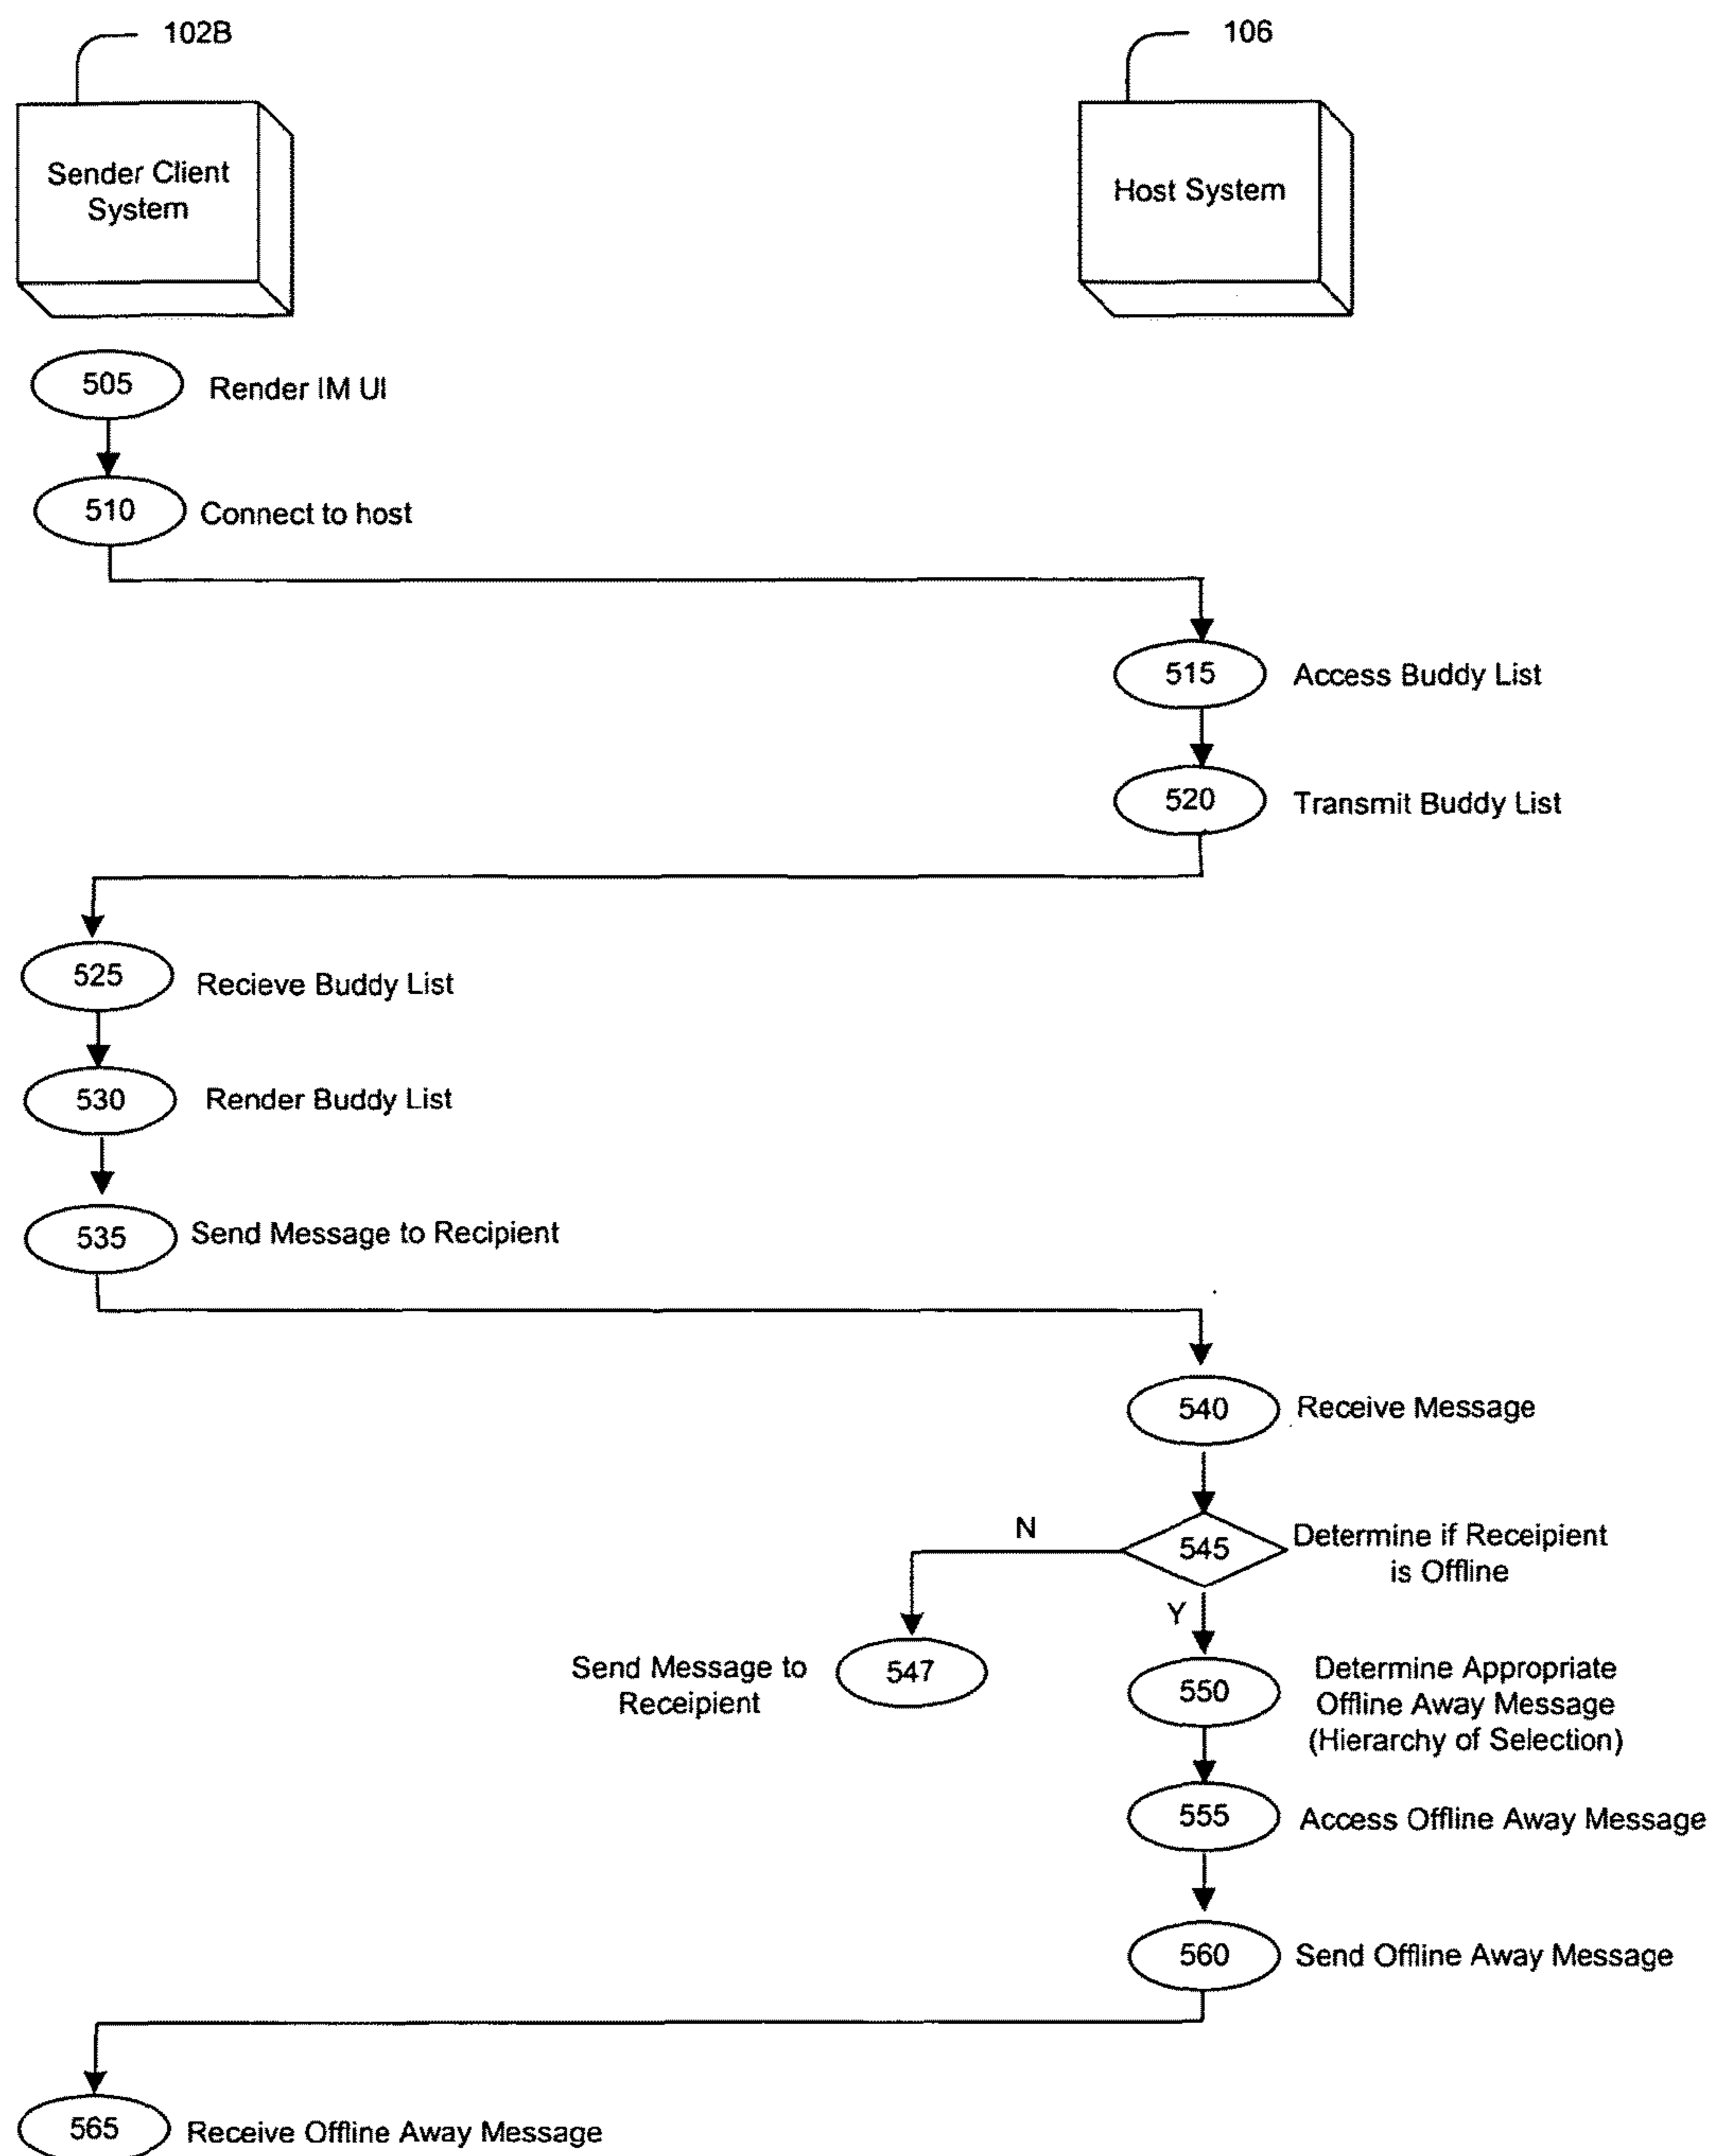 102B
106
Sender Client
System
Host System
505
Render IM UI
510
Connect to host
515
Access Buddy List
520
Transmit Buddy List
525
Recieve Buddy List
530
Render Buddy List
535
Send Message to Recipient
540
Receive Message
N
545
Determine if Receipient
is Offline
Y
Send Message to
Receipient
547
550
Determine Appropriate
Offline Away Message
(Hierarchy of Selection)
555
Access Offline Away Message
560
Send Offline Away Message
565
Receive Offline Away Message